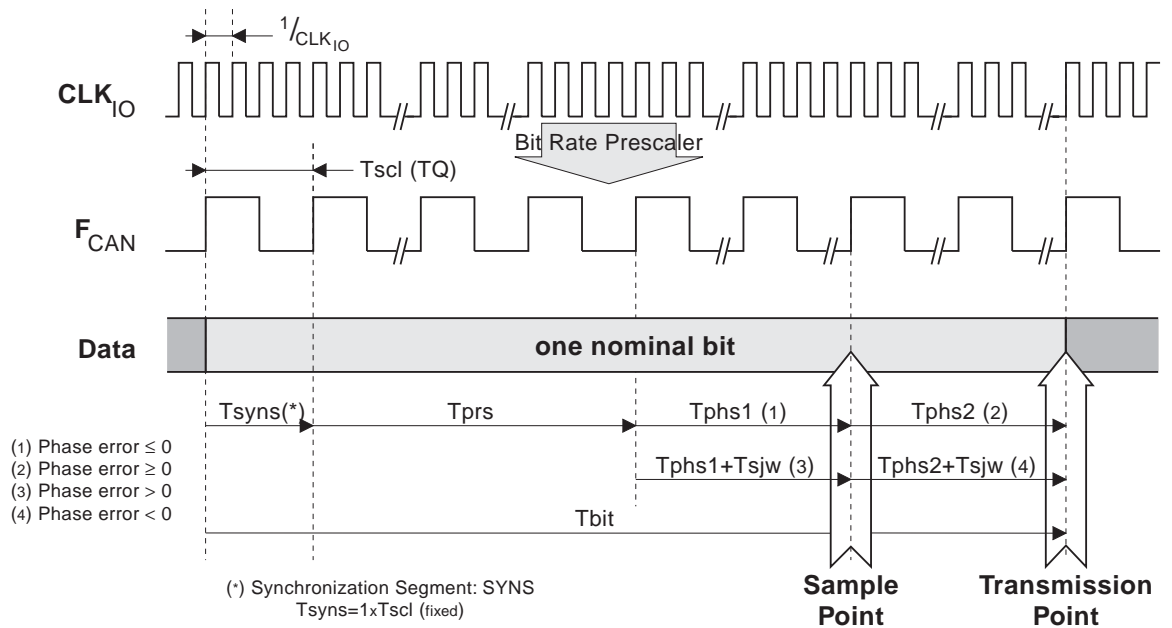 1/CLKIO
CLKIO
Bit Rate Prescaler
Tscl (TQ)
FCAN
Data
one nominal bit
Tsyns(*)
Tprs
Tphs1 (1)
Tphs2 (2)
(1) Phase error ≤ 0
(2) Phase error ≥ 0
(3) Phase error > 0
(4) Phase error < 0
Tphs1+Tsjw (3)
Tphs2+Tsjw (4)
Tbit
(*) Synchronization Segment: SYNS
Tsyns=1xTscl (fixed)
Sample
Point
Transmission
Point